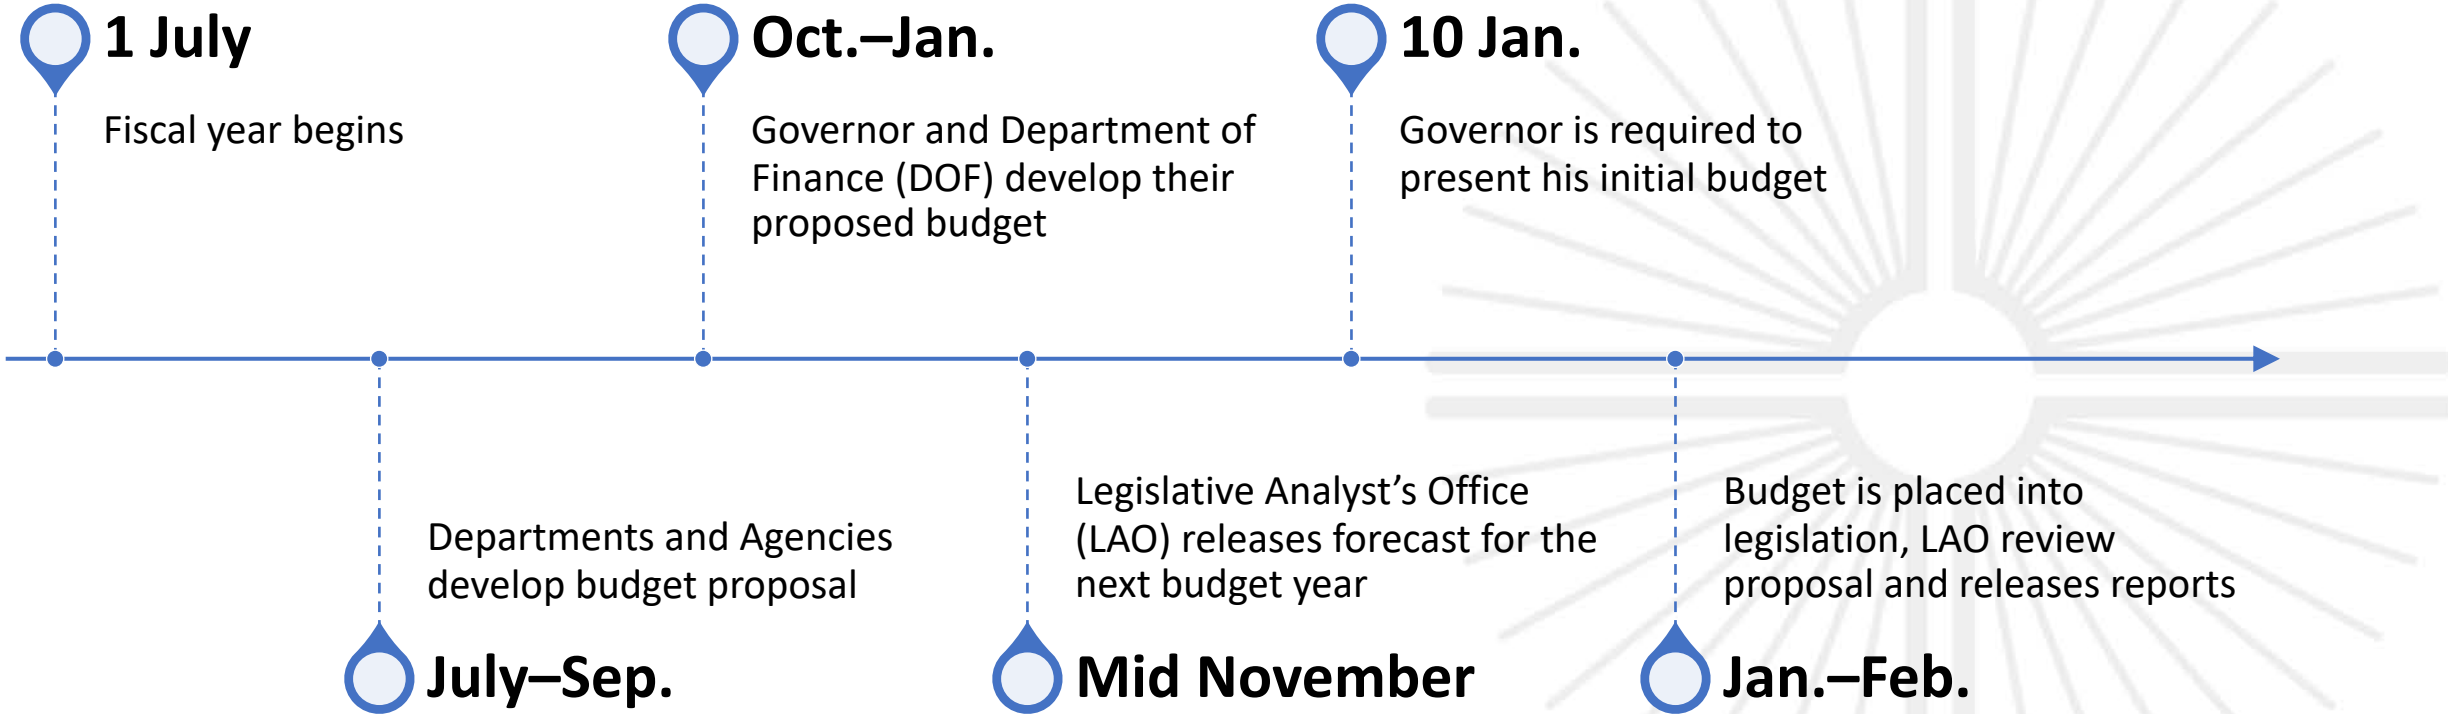 1 July
Fiscal year begins
July–Sep.
Departments and Agencies
develop budget proposal
Oct.–Jan.
Governor and Department of
Finance (DOF) develop their
proposed budget
Mid November
Legislative Analyst’s Office
(LAO) releases forecast for the
next budget year
10 Jan.
Governor is required to
present his initial budget
Jan.–Feb.
Budget is placed into
legislation, LAO review
proposal and releases reports